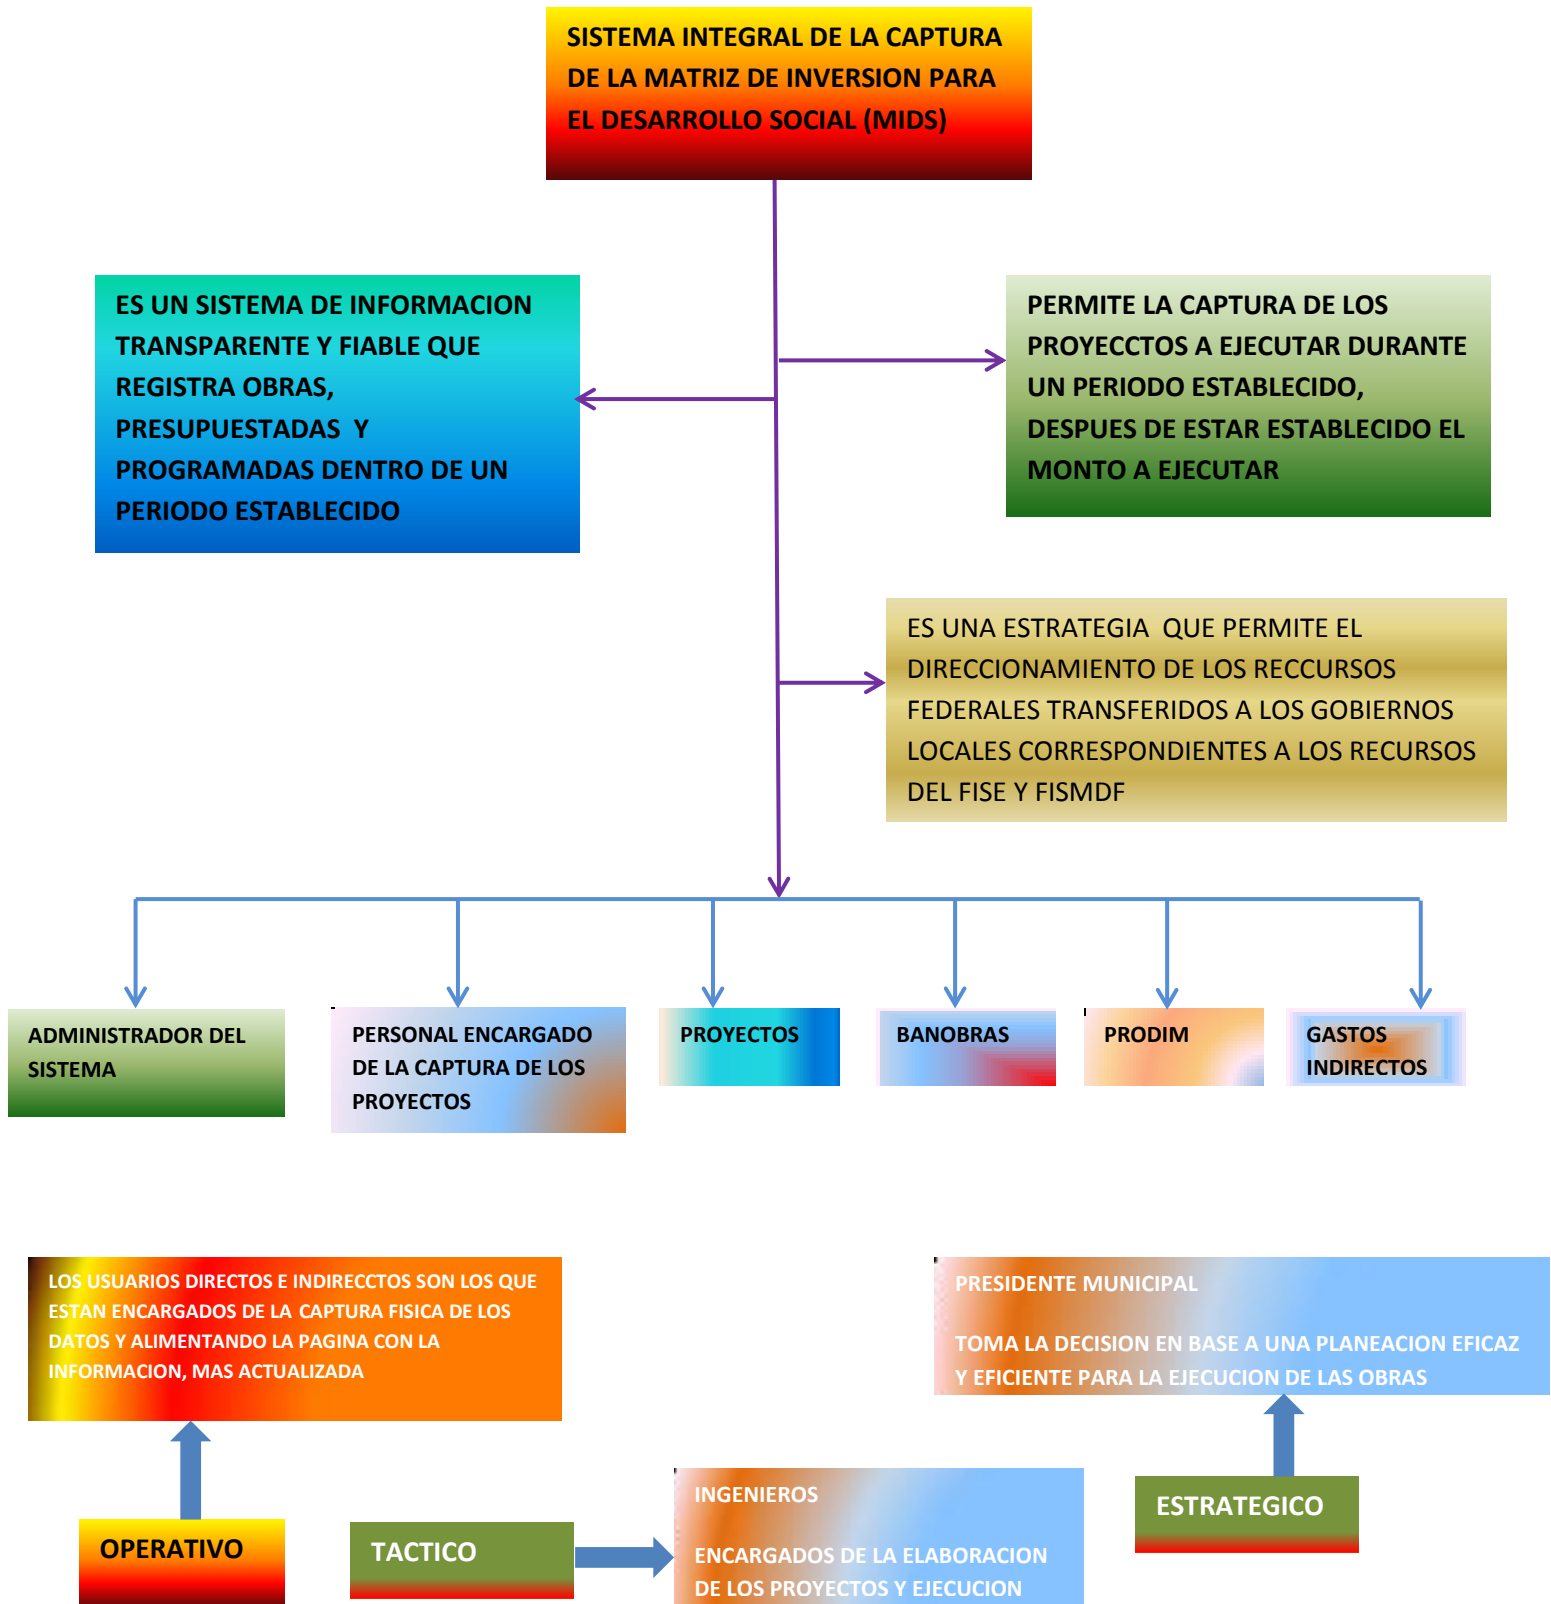 SISTEMA INTEGRAL DE LA CAPTURA
DE LA MATRIZ DE INVERSION PARA
EL DESARROLLO SOCIAL (MIDS)
ES UN SISTEMA DE INFORMACION
TRANSPARENTE Y FIABLE QUE
REGISTRA OBRAS,
PRESUPUESTADAS Y
PROGRAMADAS DENTRO DE UN
PERIODO ESTABLECIDO
PERMITE LA CAPTURA DE LOS
PROYECCTOS A EJECUTAR DURANTE
UN PERIODO ESTABLECIDO,
DESPUES DE ESTAR ESTABLECIDO EL
MONTO A EJECUTAR
ES UNA ESTRATEGIA QUE PERMITE EL
DIRECCIONAMIENTO DE LOS RECCURSOS
FEDERALES TRANSFERIDOS A LOS GOBIERNOS
LOCALES CORRESPONDIENTES A LOS RECURSOS
DEL FISE Y FISMDF
ADMINISTRADOR DEL
SISTEMA
PERSONAL ENCARGADO
DE LA CAPTURA DE LOS
PROYECTOS
PROYECTOS
BANOBRAS
PRODIM
GASTOS
INDIRECTOS
LOS USUARIOS DIRECTOS E INDIRECCTOS SON LOS QUE
ESTAN ENCARGADOS DE LA CAPTURA FISICA DE LOS
DATOS Y ALIMENTANDO LA PAGINA CON LA
INFORMACION, MAS ACTUALIZADA
PRESIDENTE MUNICIPAL
TOMA LA DECISION EN BASE A UNA PLANEACION EFICAZ
Y EFICIENTE PARA LA EJECUCION DE LAS OBRAS
OPERATIVO
TACTICO
INGENIEROS
ENCARGADOS DE LA ELABORACION
DE LOS PROYECTOS Y EJECUCION
ESTRATEGICO